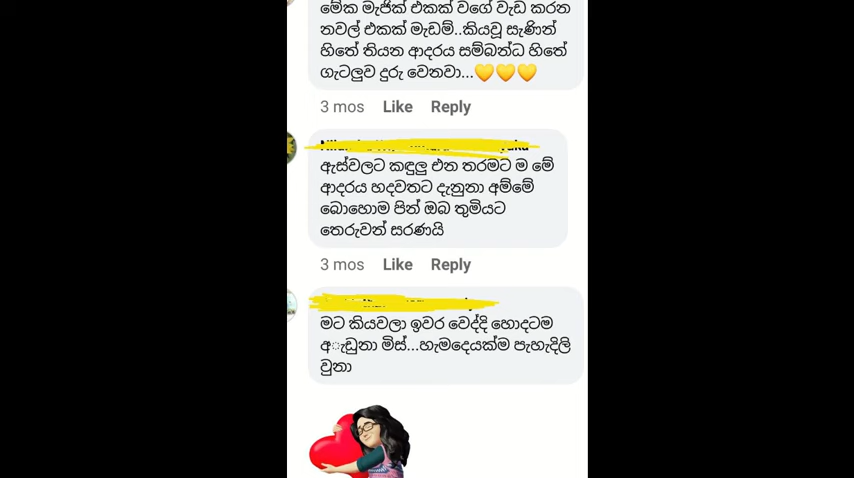 මේක මැජික් එකක් වගේ වැඩ කරන
නවල් එකක් මැඩම්..කියවූ සැණින්
හිතේ තියන ආදරය සම්බන්ධ හිතේ
ගැටලුව දුරු වෙනවා...💛💛💛
3 mos Like Reply
ඇස්වලට කඳුලු එන තරමට ම මේ
ආදරය හදවතට දැනුනා අම්මේ
බොහොම පින් ඔබ තුමියට
තෙරුවන් සරණයි
3 mos Like Reply
මට කියවලා ඉවර වෙද්දි හොදටම
අැඩුනා මිස්...හැමදෙයක්ම පැහැදිලි
වුනා